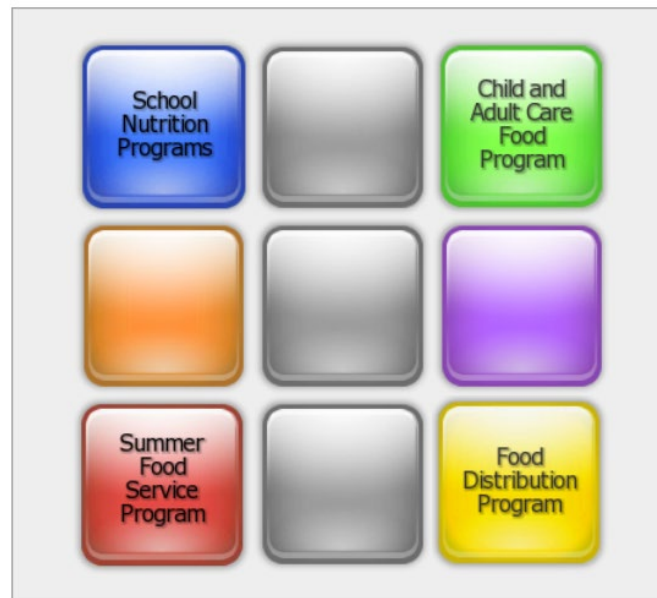 School
Nutrition
Programs
Child and
Adult Care
Food
Program
Summer
Food
Service
Program
Food
Distribution
Program